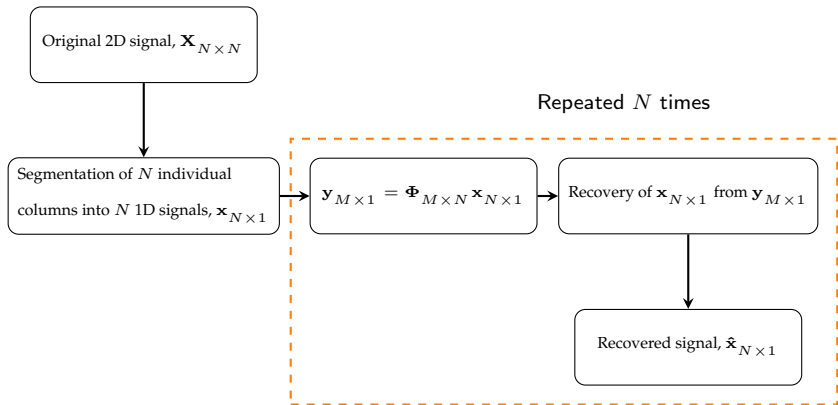 Original 2D signal, X_{N×N}
Repeated N times
Segmentation of N individual
columns into N 1D signals, x_{N×1}
y_{M×1} = Φ_{M×N} x_{N×1}
Recovery of x_{N×1} from y_{M×1}
Recovered signal, x̂_{N×1}